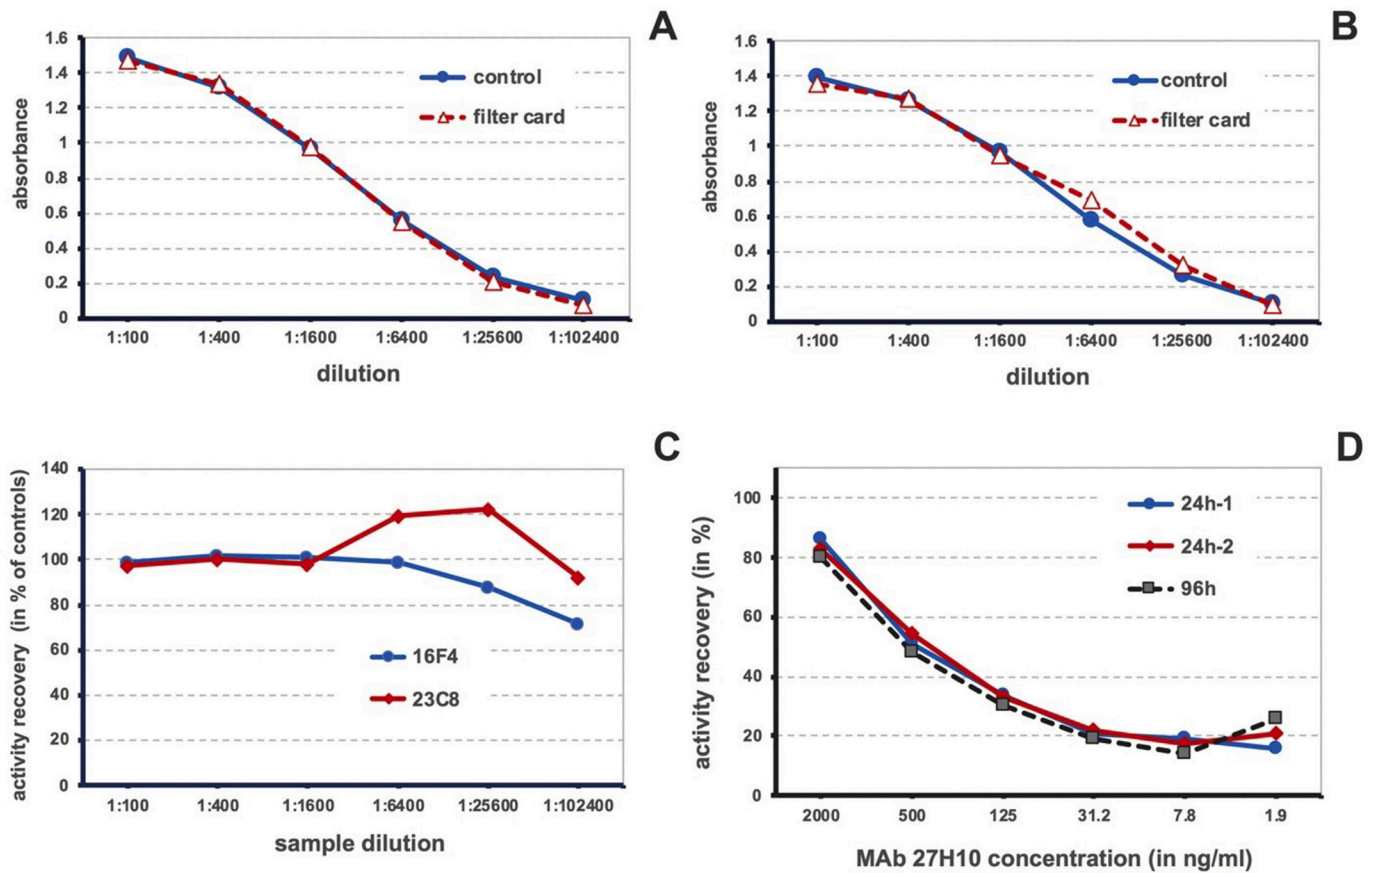 A
1.6
1.4
1.2
1
0.8
0.6
0.4
0.2
0
absorbance
control
filter card
1:100 1:400 1:1600 1:6400 1:25600 1:102400
dilution
B
1.6
1.4
1.2
1
0.8
0.6
0.4
0.2
0
absorbance
control
filter card
1:100 1:400 1:1600 1:6400 1:25600 1:102400
dilution
C
140
120
100
80
60
40
20
0
activity recovery (in % of controls)
16F4
23C8
1:100 1:400 1:1600 1:6400 1:25600 1:102400
sample dilution
D
100
80
60
40
20
0
activity recovery (in %)
24h-1
24h-2
96h
2000 500 125 31.2 7.8 1.9
MAb 27H10 concentration (in ng/ml)